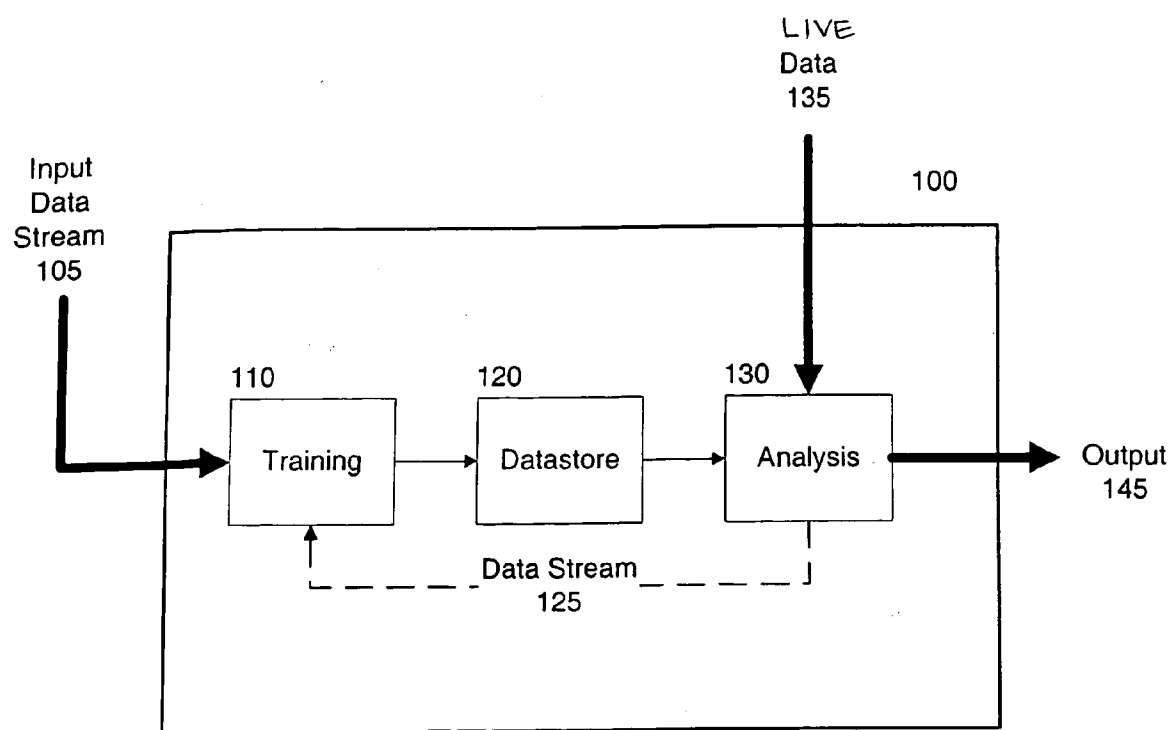 LIVE
Data
135
Input
Data
Stream
105
100
110
120
130
Training
Datastore
Analysis
Output
145
Data Stream
125